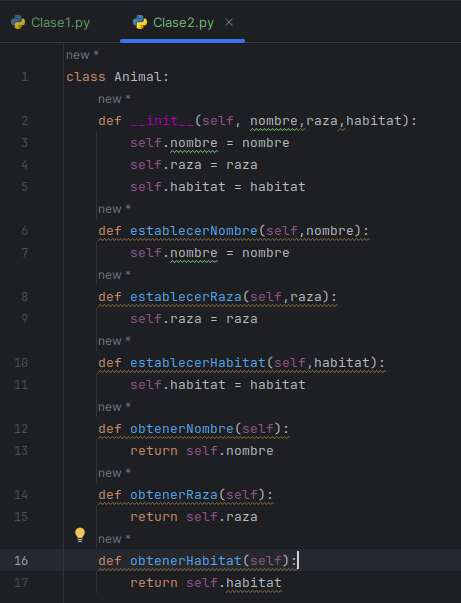 Clase1.py Clase2.py ×
new *
1 class Animal:
new *
2 def __init__(self, nombre,raza,habitat):
3 self.nombre = nombre
4 self.raza = raza
5 self.habitat = habitat
new *
6 def establecerNombre(self,nombre):
7 self.nombre = nombre
new *
8 def establecerRaza(self,raza):
9 self.raza = raza
new *
10 def establecerHabitat(self,habitat):
11 self.habitat = habitat
new *
12 def obtenerNombre(self):
13 return self.nombre
new *
14 def obtenerRaza(self):
15 return self.raza
new *
16 def obtenerHabitat(self):
17 return self.habitat